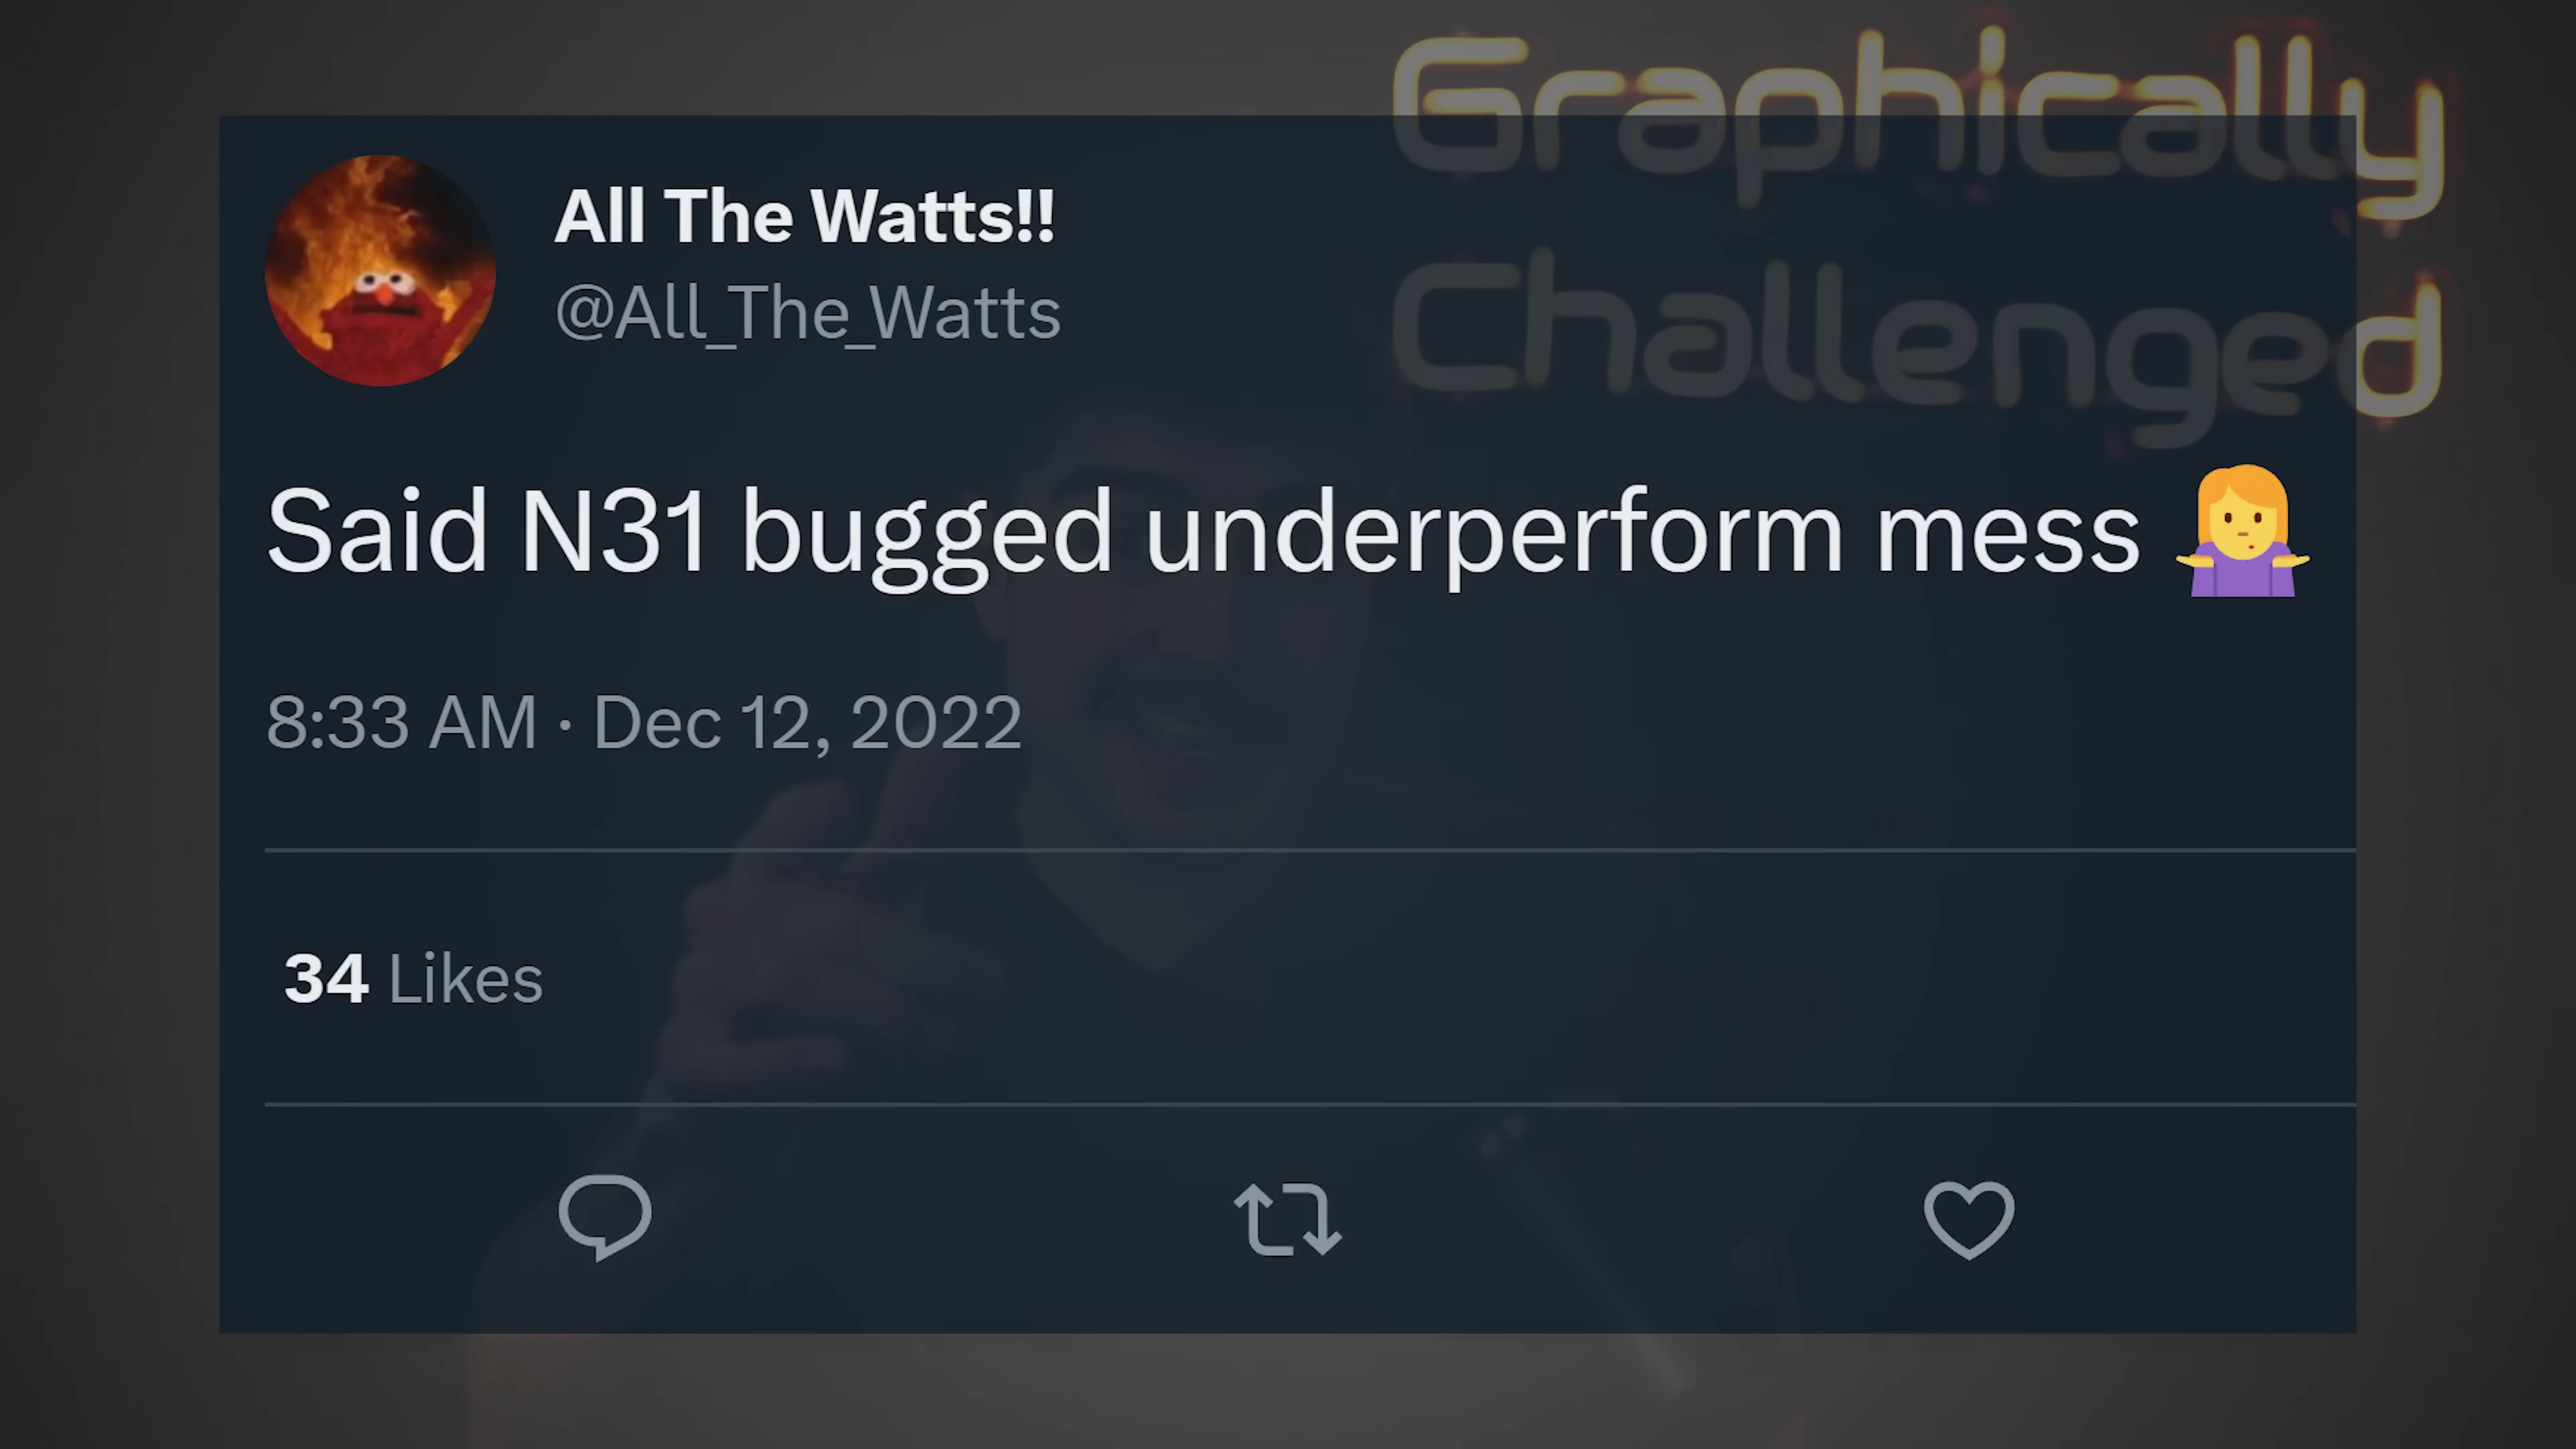 Graphically
Challenged
All The Watts!!
@All_The_Watts
Said N31 bugged underperform mess 🤷‍♀️
8:33 AM · Dec 12, 2022
34 Likes